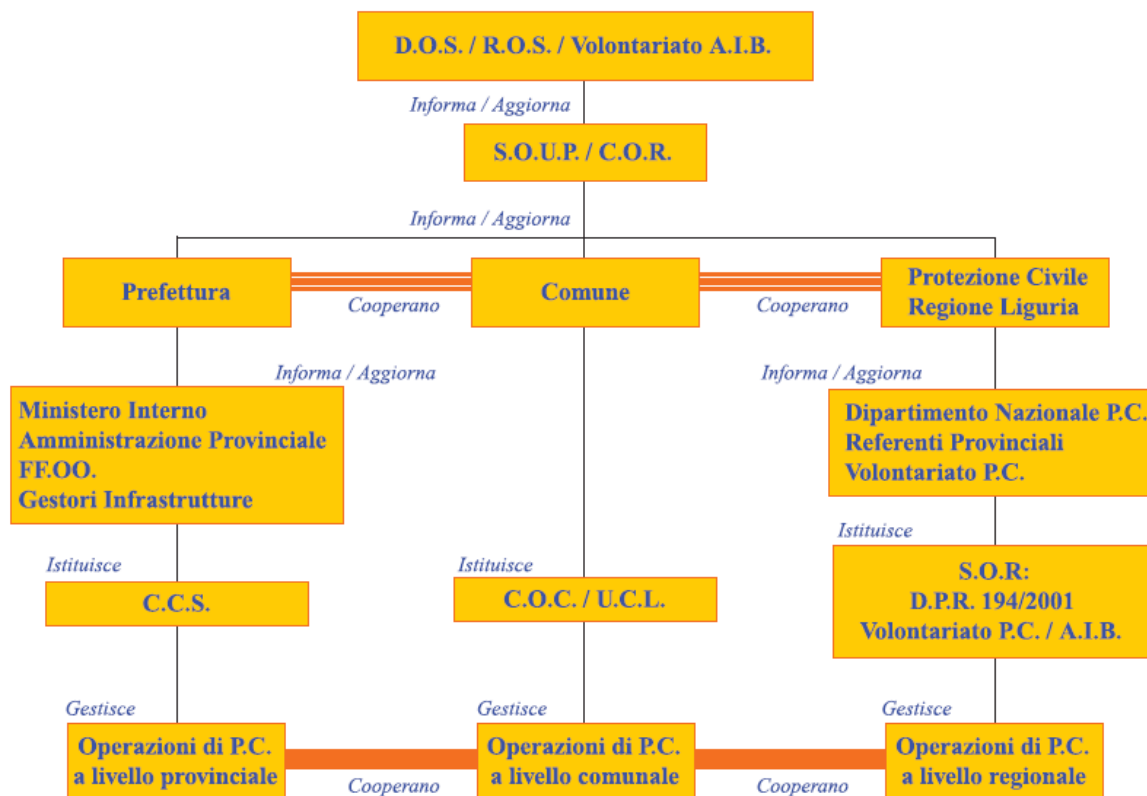 D.O.S. / R.O.S. / Volontariato A.I.B.
Informa / Aggiorna
S.O.U.P. / C.O.R.
Informa / Aggiorna
Prefettura
Cooperano
Comune
Cooperano
Protezione Civile
Regione Liguria
Informa / Aggiorna
Informa / Aggiorna
Ministero Interno
Amministrazione Provinciale
FF.OO.
Gestori Infrastrutture
Dipartimento Nazionale P.C.
Referenti Provinciali
Volontariato P.C.
Istituisce
C.C.S.
Istituisce
C.O.C. / U.C.L.
Istituisce
S.O.R:
D.P.R. 194/2001
Volontariato P.C. / A.I.B.
Gestisce
Operazioni di P.C.
a livello provinciale
Cooperano
Gestisce
Operazioni di P.C.
a livello comunale
Cooperano
Gestisce
Operazioni di P.C.
a livello regionale